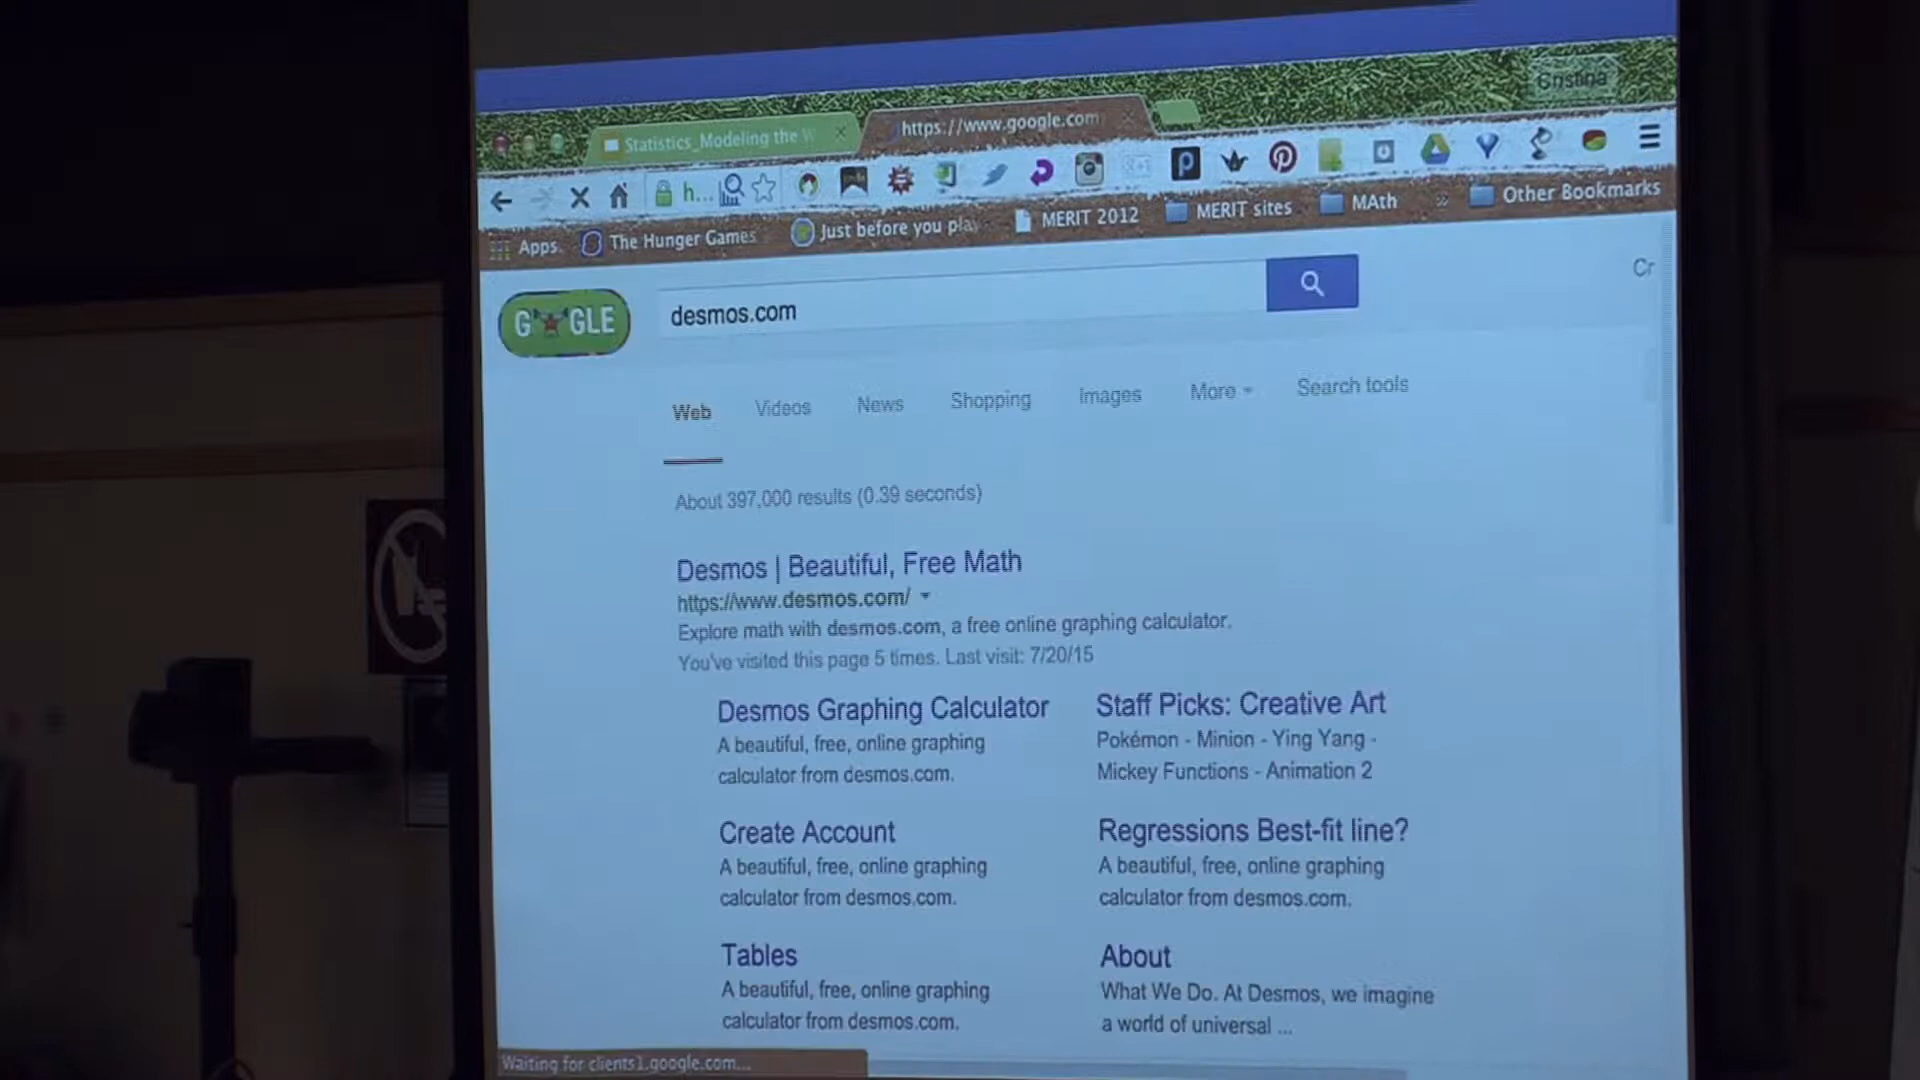 Cristina
Statistics_Modeling the W
https://www.google.com
h...
Apps
The Hunger Games
Just before you play
MERIT 2012
MERIT sites
MAth
Other Bookmarks
GOOGLE
desmos.com
Cr
Web
Videos
News
Shopping
Images
More
Search tools
About 397,000 results (0.39 seconds)
Desmos | Beautiful, Free Math
https://www.desmos.com/
Explore math with desmos.com, a free online graphing calculator.
You've visited this page 5 times. Last visit: 7/20/15
Desmos Graphing Calculator
A beautiful, free, online graphing
calculator from desmos.com.
Staff Picks: Creative Art
Pokémon - Minion - Ying Yang -
Mickey Functions - Animation 2
Create Account
A beautiful, free, online graphing
calculator from desmos.com.
Regressions Best-fit line?
A beautiful, free, online graphing
calculator from desmos.com.
Tables
A beautiful, free, online graphing
calculator from desmos.com.
About
What We Do. At Desmos, we imagine
a world of universal ...
Waiting for clients1.google.com...